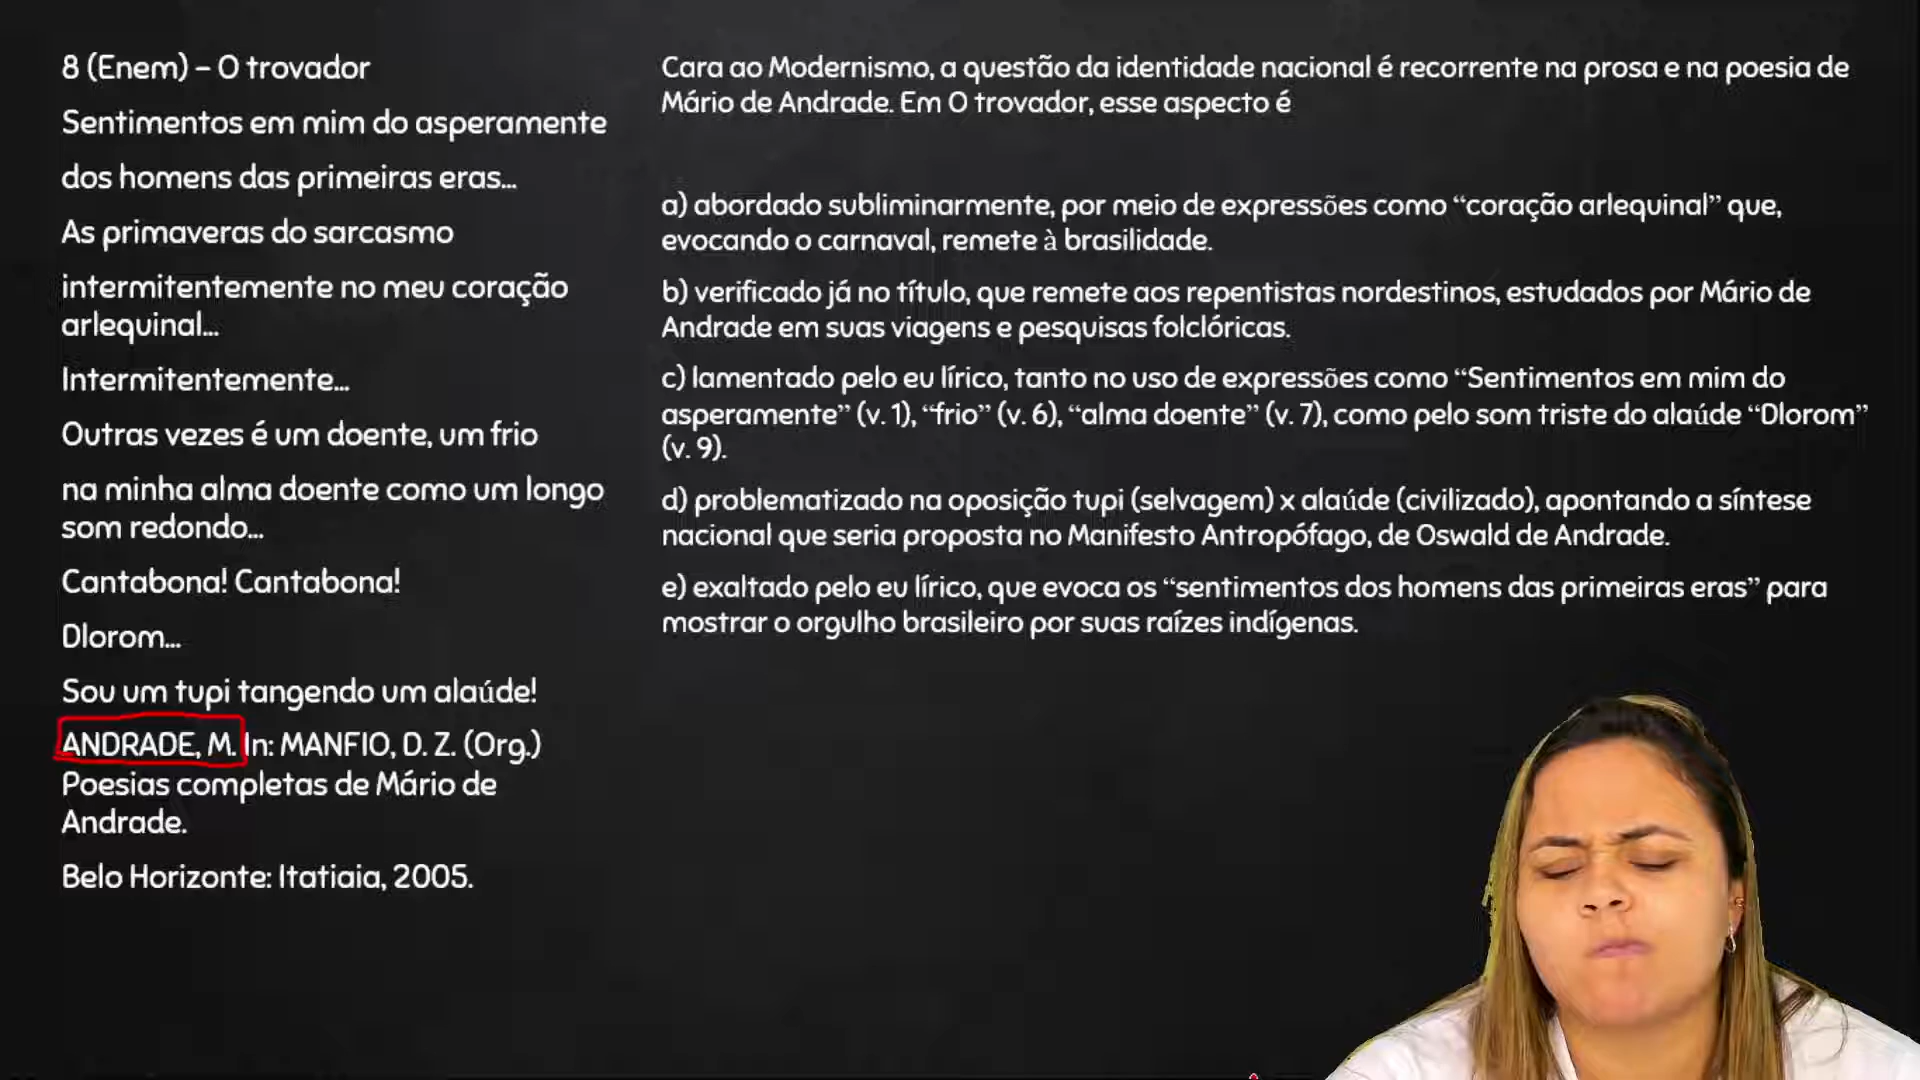 8 (Enem) – O trovador
Sentimentos em mim do asperamente
dos homens das primeiras eras...
As primaveras do sarcasmo
intermitentemente no meu coração
arlequinal...
Intermitentemente...
Outras vezes é um doente, um frio
na minha alma doente como um longo
som redondo...
Cantabona! Cantabona!
Dlorom...
Sou um tupi tangendo um alaúde!
ANDRADE, M. In: MANFIO, D. Z. (Org.)
Poesias completas de Mário de
Andrade.
Belo Horizonte: Itatiaia, 2005.
Cara ao Modernismo, a questão da identidade nacional é recorrente na prosa e na poesia de
Mário de Andrade. Em O trovador, esse aspecto é
a) abordado subliminarmente, por meio de expressões como “coração arlequinal” que,
evocando o carnaval, remete à brasilidade.
b) verificado já no título, que remete aos repentistas nordestinos, estudados por Mário de
Andrade em suas viagens e pesquisas folclóricas.
c) lamentado pelo eu lírico, tanto no uso de expressões como “Sentimentos em mim do
asperamente” (v. 1), “frio” (v. 6), “alma doente” (v. 7), como pelo som triste do alaúde “Dlorom”
(v. 9).
d) problematizado na oposição tupi (selvagem) x alaúde (civilizado), apontando a síntese
nacional que seria proposta no Manifesto Antropófago, de Oswald de Andrade.
e) exaltado pelo eu lírico, que evoca os “sentimentos dos homens das primeiras eras” para
mostrar o orgulho brasileiro por suas raízes indígenas.